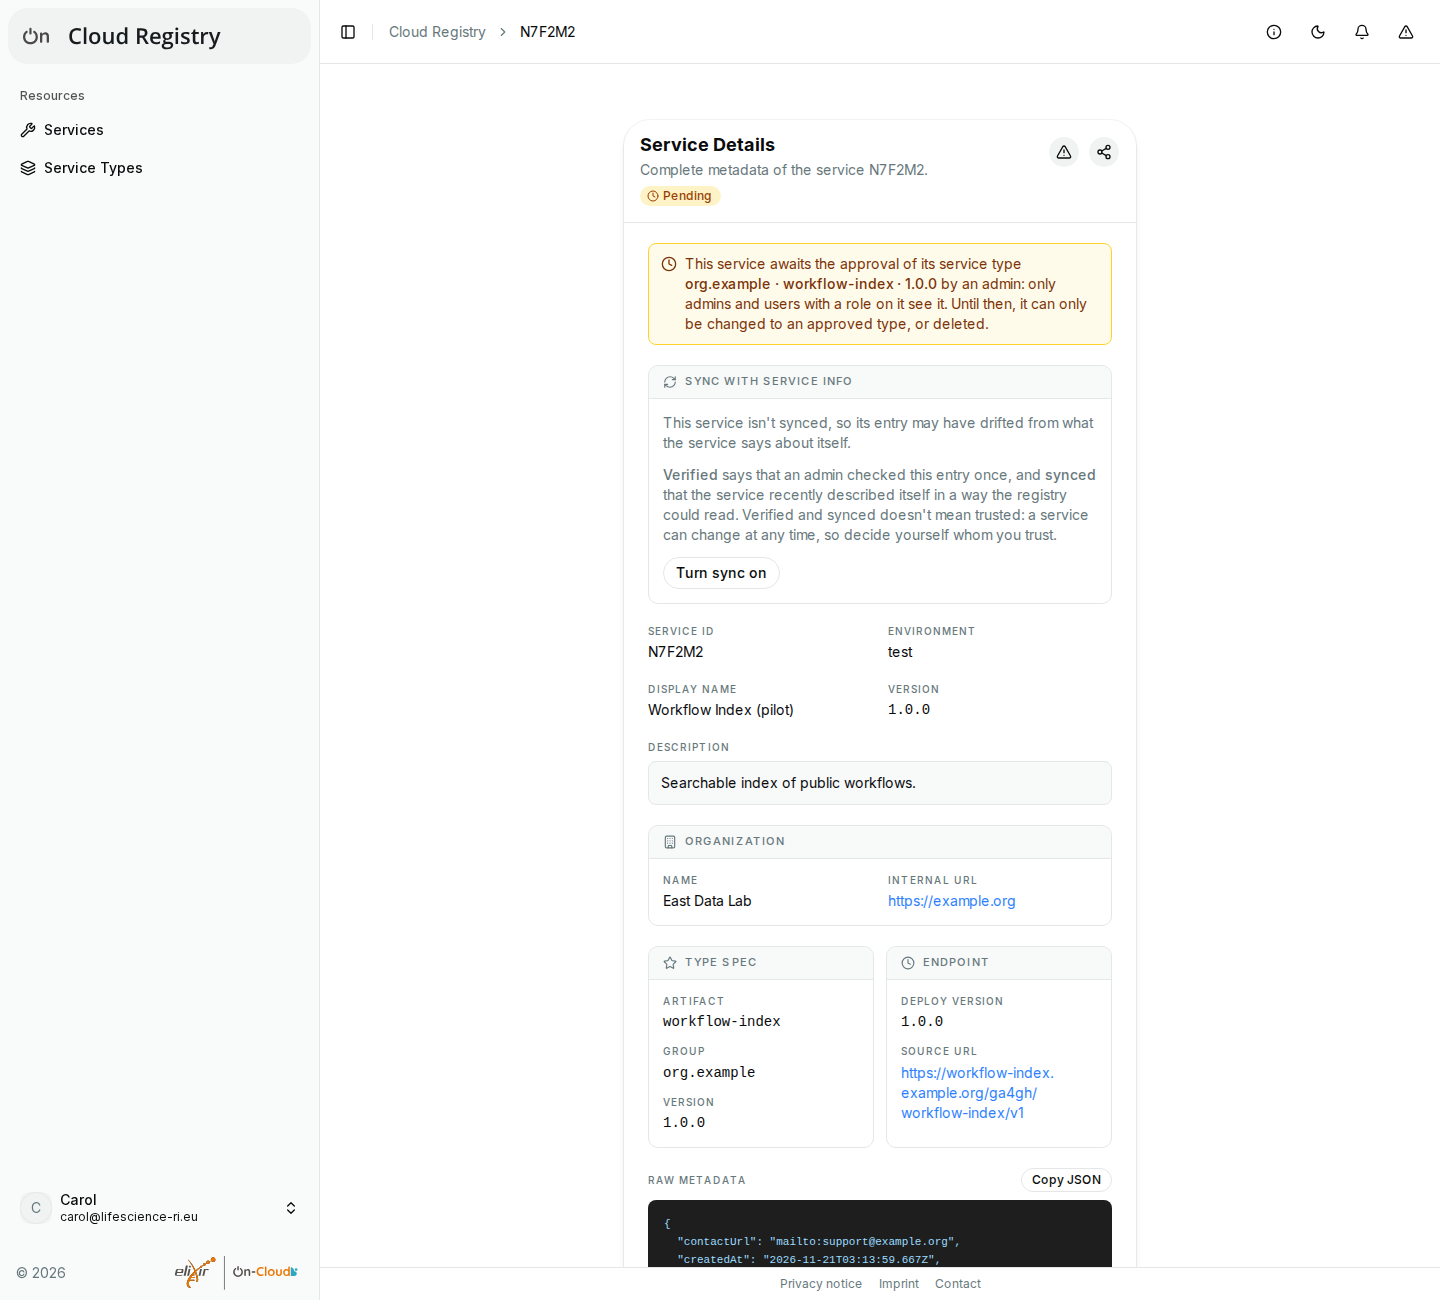 On Cloud Registry
Resources
Services
Service Types
Cloud Registry > N7F2M2
Service Details
Complete metadata of the service N7F2M2.
Pending
This service awaits the approval of its service type
org.example · workflow-index · 1.0.0 by an admin: only
admins and users with a role on it see it. Until then, it can only
be changed to an approved type, or deleted.
SYNC WITH SERVICE INFO
This service isn't synced, so its entry may have drifted from what
the service says about itself.
Verified says that an admin checked this entry once, and synced
that the service recently described itself in a way the registry
could read. Verified and synced doesn't mean trusted: a service
can change at any time, so decide yourself whom you trust.
Turn sync on
SERVICE ID
N7F2M2
ENVIRONMENT
test
DISPLAY NAME
Workflow Index (pilot)
VERSION
1.0.0
DESCRIPTION
Searchable index of public workflows.
ORGANIZATION
NAME
East Data Lab
INTERNAL URL
https://example.org
TYPE SPEC
ARTIFACT
workflow-index
GROUP
org.example
VERSION
1.0.0
ENDPOINT
DEPLOY VERSION
1.0.0
SOURCE URL
https://workflow-index.
example.org/ga4gh/
workflow-index/v1
RAW METADATA
Copy JSON
{
"contactUrl": "mailto:support@example.org",
"createdAt": "2026-11-21T03:13:59.667Z",
C
Carol
carol@lifescience-ri.eu
© 2026
elixir
On-Cloud
Privacy notice Imprint Contact